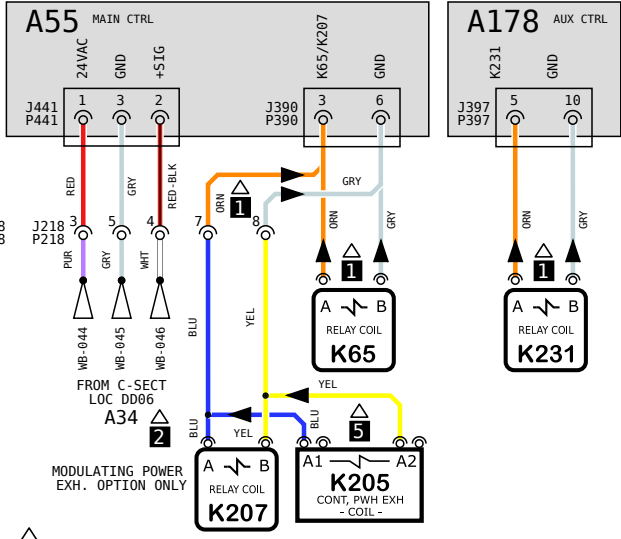 A55 MAIN CTRL
A178 AUX CTRL
24VAC
GND
+SIG
K65/K207
GND
K231
GND
J441
P441
1
3
2
J390
P390
3
6
J397
P397
5
10
RED
GRY
RED-BLK
ORN
1
GRY
ORN
GRY
ORN
GRY
8
8
J218
P218
3
5
4
7
8
PUR
GRY
WHT
1
1
WB-044
WB-045
WB-046
BLU
YEL
A B
RELAY COIL
K65
A B
RELAY COIL
K231
FROM C-SECT
LOC DD06
A34
2
YEL
BLU
YEL
BLU
5
MODULATING POWER
EXH. OPTION ONLY
A B
RELAY COIL
K207
A1 A2
K205
CONT, PWH EXH
- COIL -